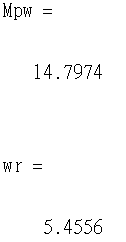 Mpw =
14.7974
wr =
5.4556